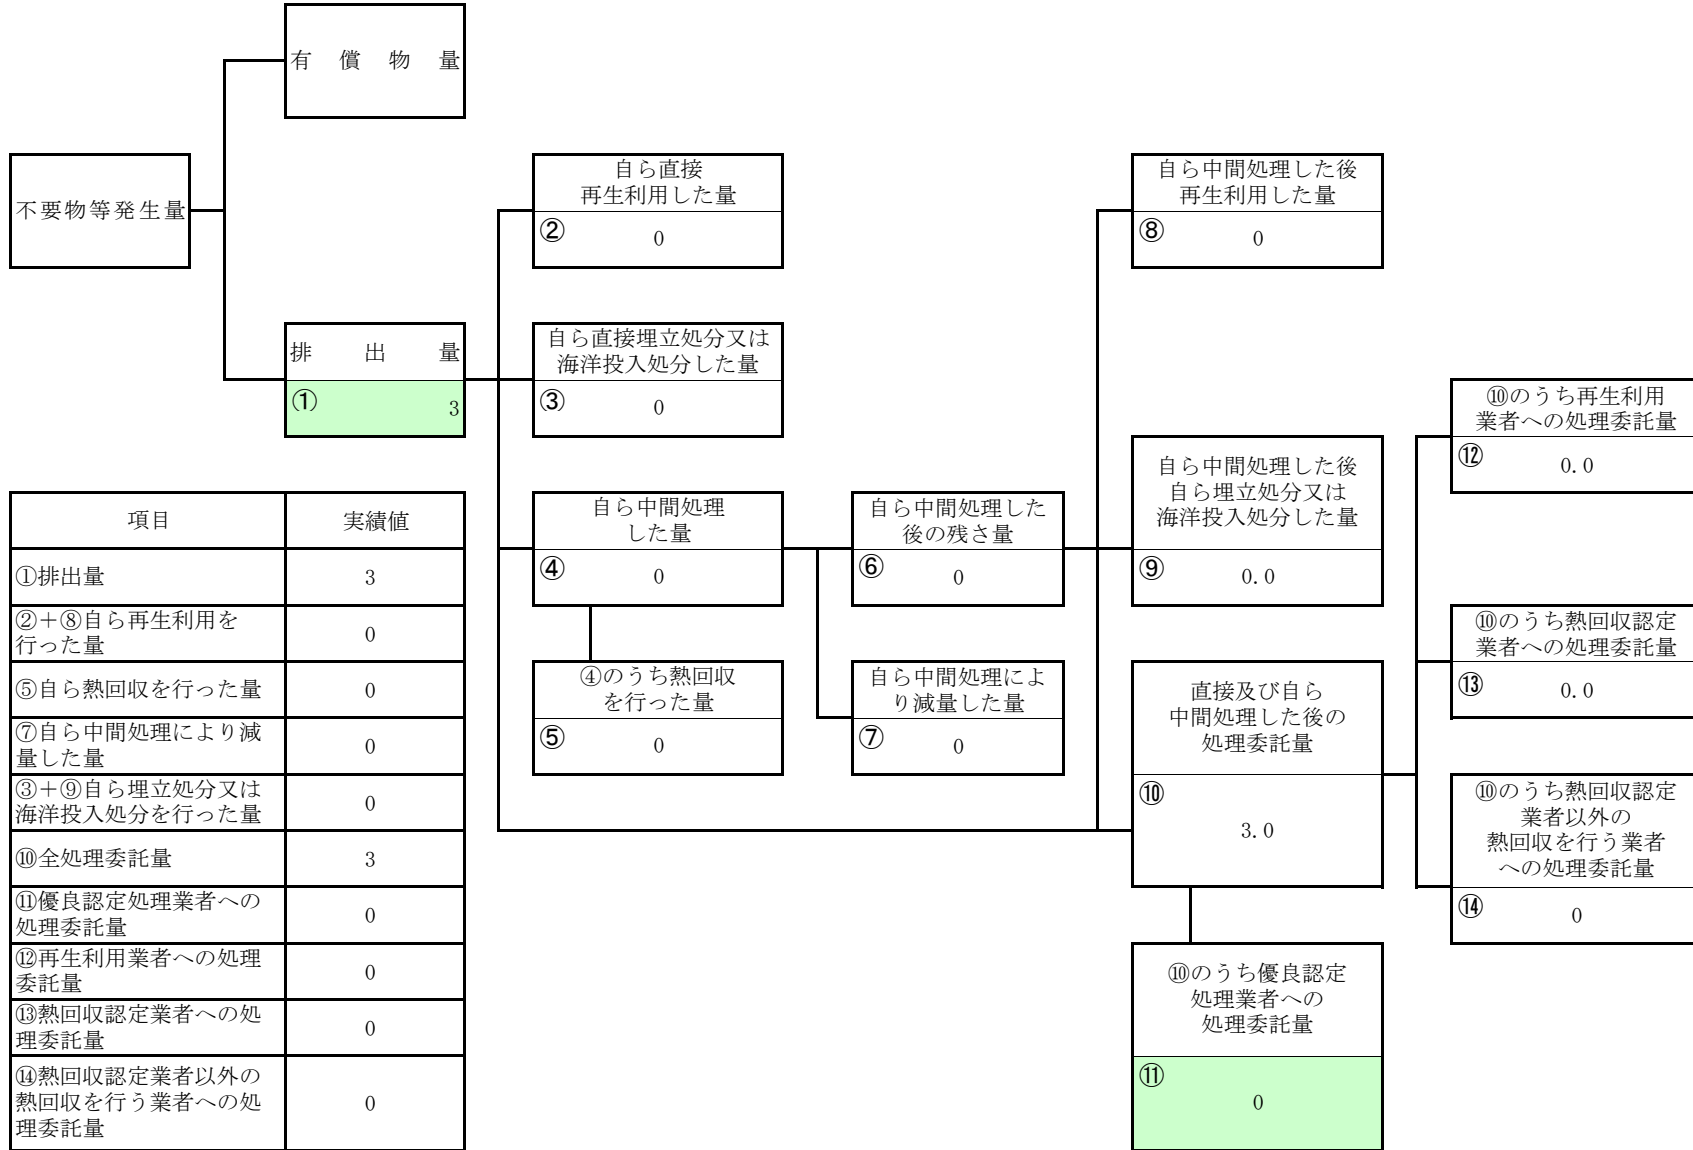 有償物量
不要物等発生量
排出量
① 3
自ら直接
再生利用した量
② 0
自ら直接埋立処分又は
海洋投入処分した量
③ 0
自ら中間処理
した量
④ 0
④のうち熱回収
を行った量
⑤ 0
自ら中間処理した
後の残さ量
⑥ 0
自ら中間処理によ
り減量した量
⑦ 0
自ら中間処理した後
再生利用した量
⑧ 0
自ら中間処理した後
自ら埋立処分又は
海洋投入処分した量
⑨ 0.0
直接及び自ら
中間処理した後の
処理委託量
⑩
3.0
⑩のうち優良認定
処理業者への
処理委託量
⑪
0
⑩のうち再生利用
業者への処理委託量
⑫ 0.0
⑩のうち熱回収認定
業者への処理委託量
⑬ 0.0
⑩のうち熱回収認定
業者以外の
熱回収を行う業者
への処理委託量
⑭ 0
項目 実績値
①排出量 3
②+⑧自ら再生利用を
行った量 0
⑤自ら熱回収を行った量 0
⑦自ら中間処理により減
量した量 0
③+⑨自ら埋立処分又は
海洋投入処分を行った量 0
⑩全処理委託量 3
⑪優良認定処理業者への
処理委託量 0
⑫再生利用業者への処理
委託量 0
⑬熱回収認定業者への処
理委託量 0
⑭熱回収認定業者以外の
熱回収を行う業者への処 0
理委託量